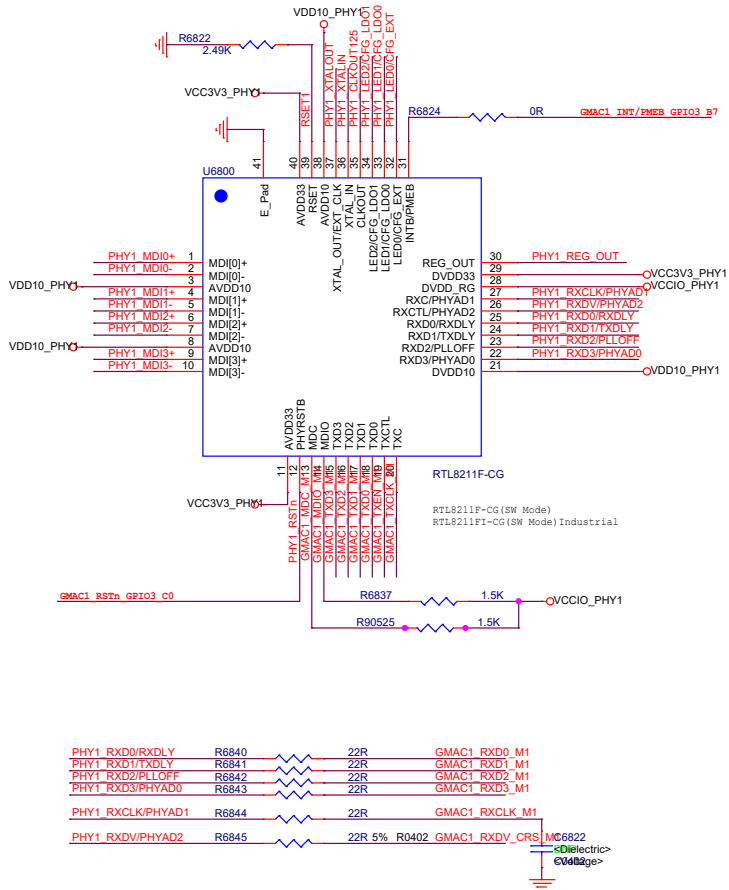 VDD10_PHY1
R6822
2.49K
VCC3V3_PHY1
RSET1
PHY1_XTALOUT
PHY1_XTALIN
PHY1_CLKOUT125
PHY1_LED2/CFG_LDO1
PHY1_LED1/CFG_LDO0
PHY1_LED0/CFG_EXT
R6824 0R GMAC1_INT/PMEB_GPIO3_B7
41 40 39 38 37 36 35 34 33 32 31
U6800
E_Pad
AVDD33
RSET
AVDD10
XTAL_OUT/EXT_CLK
XTAL_IN
CLKOUT
LED2/CFG_LDO1
LED1/CFG_LDO0
LED0/CFG_EXT
INTB/PMEB
PHY1_MDI0+ 1 MDI[0]+
PHY1_MDI0- 2 MDI[0]-
VDD10_PHY1 3 AVDD10
PHY1_MDI1+ 4 MDI[1]+
PHY1_MDI1- 5 MDI[1]-
PHY1_MDI2+ 6 MDI[2]+
PHY1_MDI2- 7 MDI[2]-
VDD10_PHY1 8 AVDD10
PHY1_MDI3+ 9 MDI[3]+
PHY1_MDI3- 10 MDI[3]-
REG_OUT 30 PHY1_REG_OUT
DVDD33 29 VCC3V3_PHY1
DVDD_RG 28 VCCIO_PHY1
RXC/PHYAD1 27 PHY1_RXCLK/PHYAD1
RXCTL/PHYAD2 26 PHY1_RXDV/PHYAD2
RXD0/RXDLY 25 PHY1_RXD0/RXDLY
RXD1/TXDLY 24 PHY1_RXD1/TXDLY
RXD2/PLLOFF 23 PHY1_RXD2/PLLOFF
RXD3/PHYAD0 22 PHY1_RXD3/PHYAD0
DVDD10 21 VDD10_PHY1
AVDD33
PHYRSTB
MDC
MDIO
TXD3
TXD2
TXD1
TXD0
TXCTL
TXC
11 12 13 14 15 16 17 18 19 20
RTL8211F-CG
VCC3V3_PHY1
PHY1_RSTn
GMAC1_MDC_M1
GMAC1_MDIO_M1
GMAC1_TXD3_M1
GMAC1_TXD2_M1
GMAC1_TXD1_M1
GMAC1_TXD0_M1
GMAC1_TXEN_M1
GMAC1_TXCLK_M1
RTL8211F-CG(SW Mode)
RTL8211FI-CG(SW Mode)Industrial
GMAC1_RSTn_GPIO3_C0
R6837 1.5K VCCIO_PHY1
R90525 1.5K
PHY1_RXD0/RXDLY R6840 22R GMAC1_RXD0_M1
PHY1_RXD1/TXDLY R6841 22R GMAC1_RXD1_M1
PHY1_RXD2/PLLOFF R6842 22R GMAC1_RXD2_M1
PHY1_RXD3/PHYAD0 R6843 22R GMAC1_RXD3_M1
PHY1_RXCLK/PHYAD1 R6844 22R GMAC1_RXCLK_M1
PHY1_RXDV/PHYAD2 R6845 22R 5% R0402 GMAC1_RXDV_CRS_M1
C6822
<Dielectric>
<Voltage>